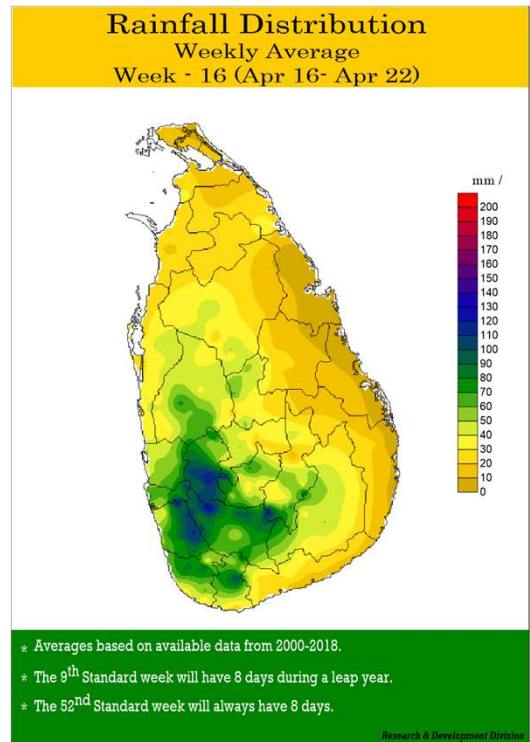 Rainfall Distribution
Weekly Average
Week - 16 (Apr 16- Apr 22)
mm /
200
190
180
170
160
150
140
130
120
110
100
90
80
70
60
50
40
30
20
10
0
* Averages based on available data from 2000-2018.
* The 9th Standard week will have 8 days during a leap year.
* The 52nd Standard week will always have 8 days.
Research & Development Division